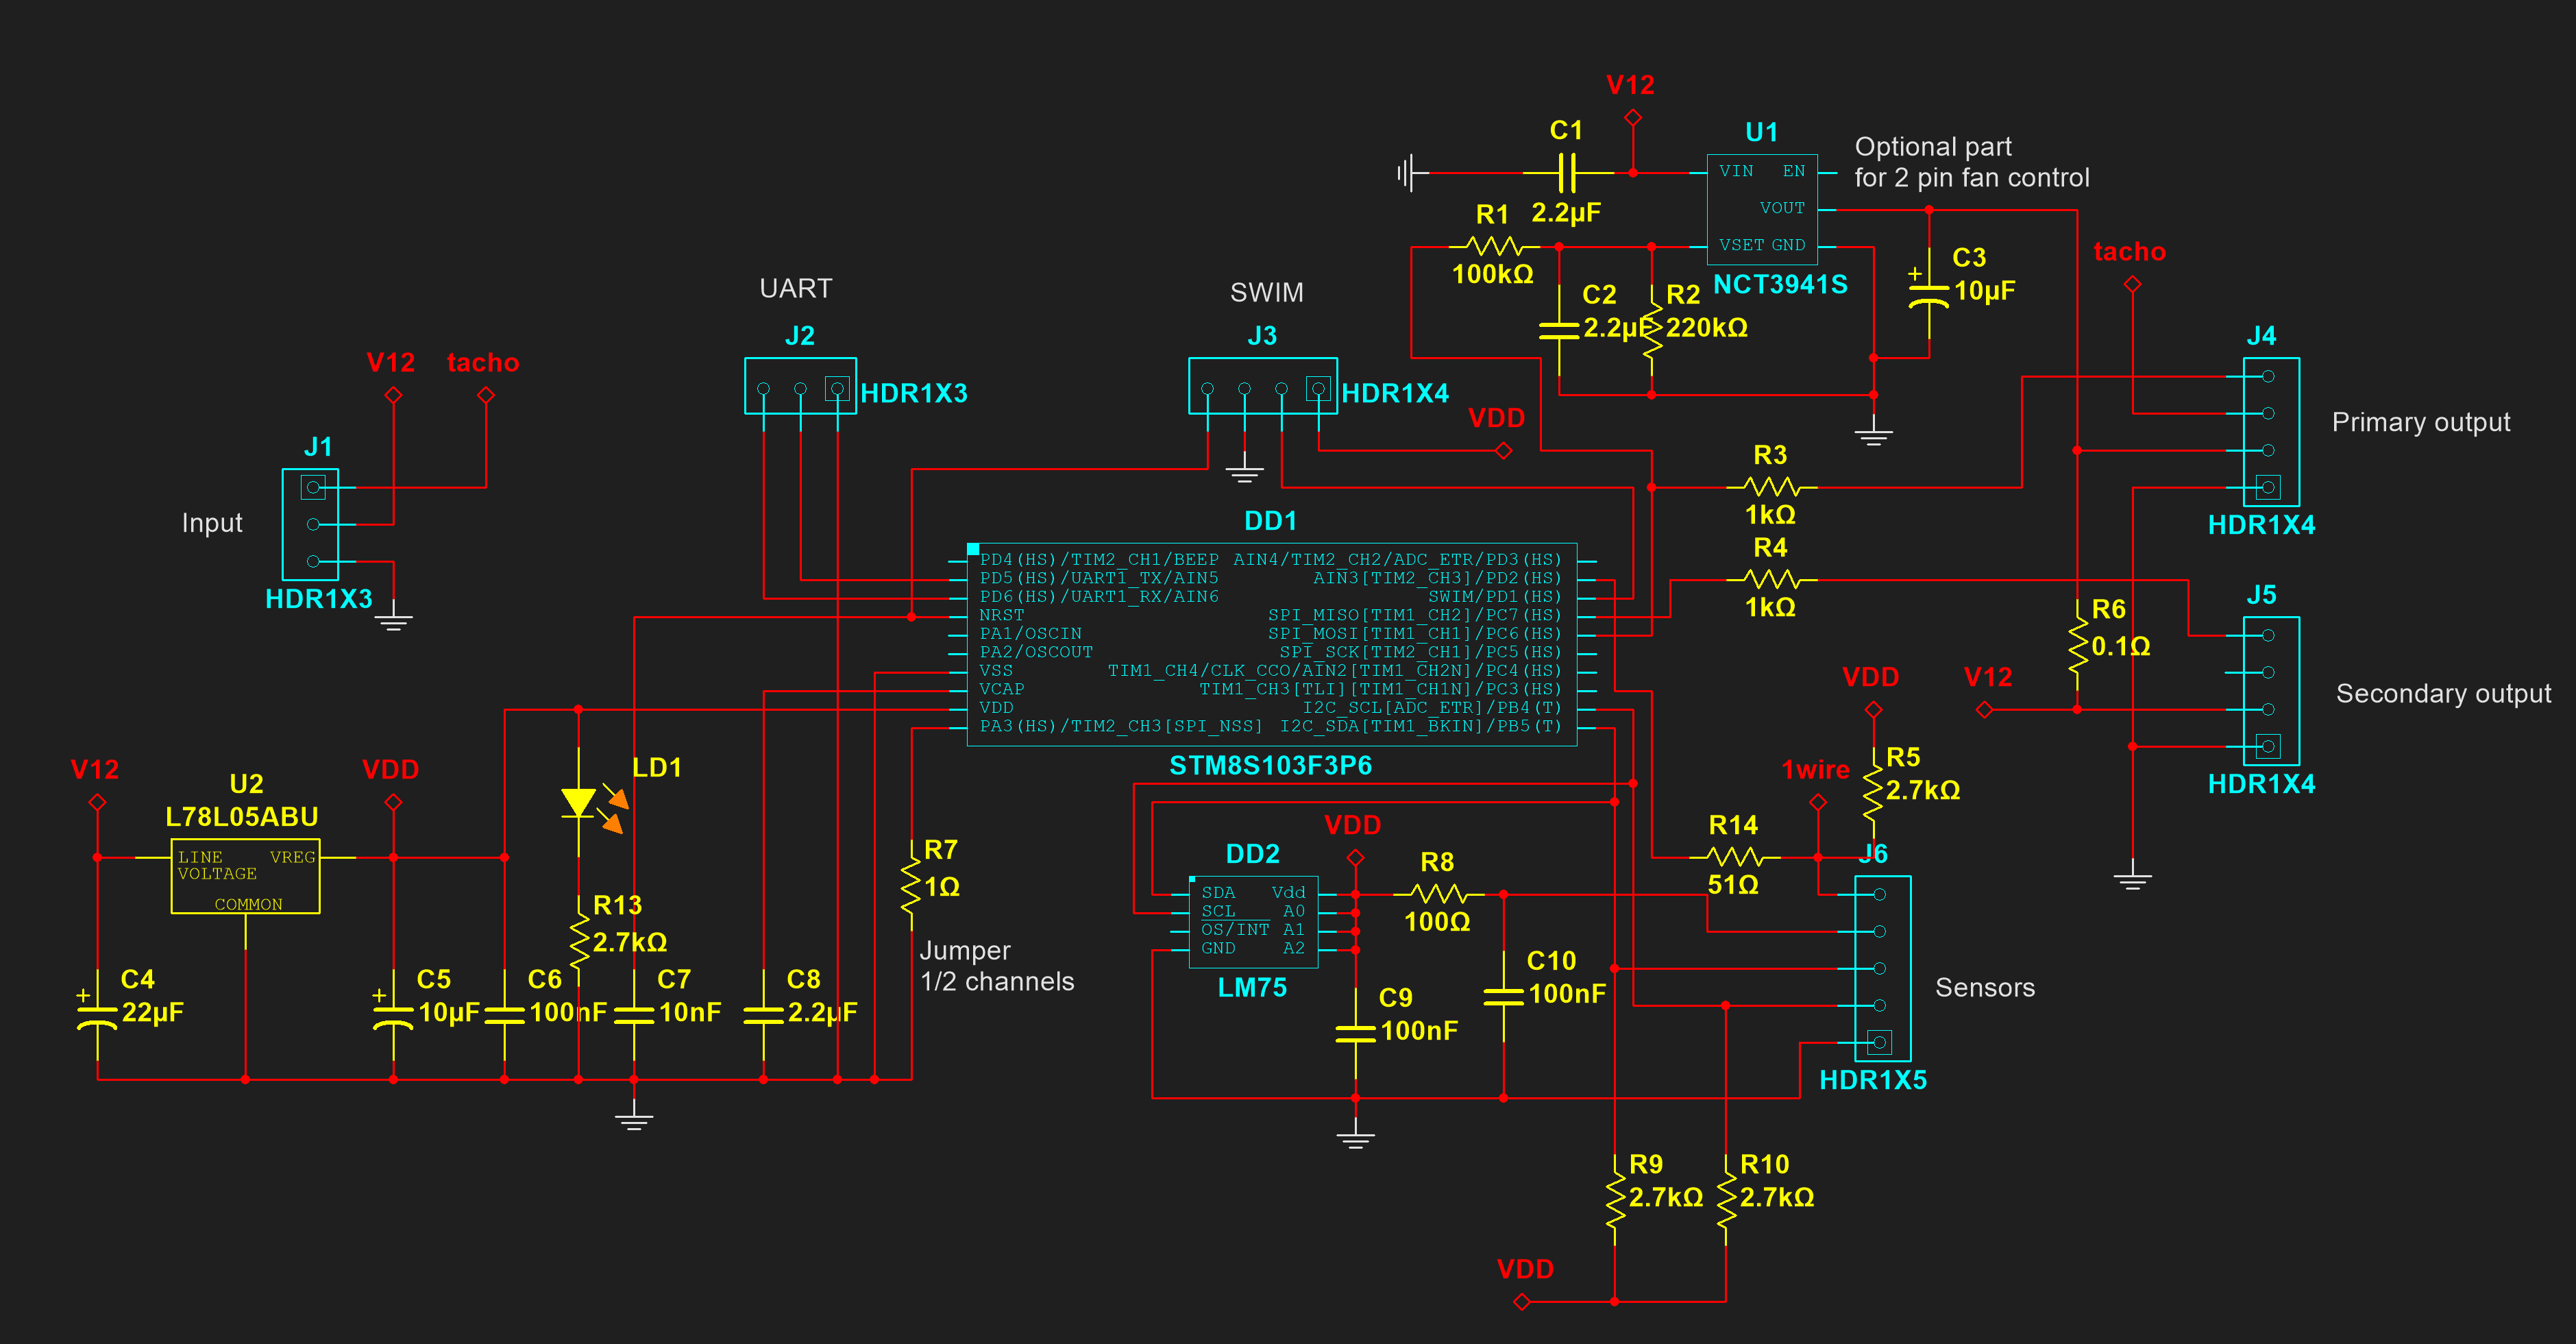 V12
C1
2.2µF
U1
VIN EN
VOUT
VSET GND
NCT3941S
Optional part
for 2 pin fan control
R1
100kΩ
C2
2.2µF
R2
220kΩ
C3
10µF
tacho
J4
HDR1X4
Primary output
UART
J2
HDR1X3
SWIM
J3
HDR1X4
VDD
V12
tacho
J1
Input
HDR1X3
R3
1kΩ
R4
1kΩ
DD1
PD4(HS)/TIM2_CH1/BEEP AIN4/TIM2_CH2/ADC_ETR/PD3(HS)
PD5(HS)/UART1_TX/AIN5 AIN3[TIM2_CH3]/PD2(HS)
PD6(HS)/UART1_RX/AIN6 SWIM/PD1(HS)
NRST SPI_MISO[TIM1_CH2]/PC7(HS)
PA1/OSCIN SPI_MOSI[TIM1_CH1]/PC6(HS)
PA2/OSCOUT SPI_SCK[TIM2_CH1]/PC5(HS)
VSS TIM1_CH4/CLK_CCO/AIN2[TIM1_CH2N]/PC4(HS)
VCAP TIM1_CH3[TLI][TIM1_CH1N]/PC3(HS)
VDD I2C_SCL[ADC_ETR]/PB4(T)
PA3(HS)/TIM2_CH3[SPI_NSS] I2C_SDA[TIM1_BKIN]/PB5(T)
STM8S103F3P6
J5
HDR1X4
Secondary output
R6
0.1Ω
V12
VDD
R5
2.7kΩ
1wire
V12
U2
L78L05ABU
LINE VREG
VOLTAGE
COMMON
VDD
LD1
R13
2.7kΩ
C4
22µF
C5
10µF
C6
100nF
C7
10nF
C8
2.2µF
R7
1Ω
Jumper
1/2 channels
VDD
DD2
SDA Vdd
SCL A0
OS/INT A1
GND A2
LM75
R8
100Ω
R14
51Ω
C9
100nF
C10
100nF
J6
HDR1X5
Sensors
R9
2.7kΩ
R10
2.7kΩ
VDD